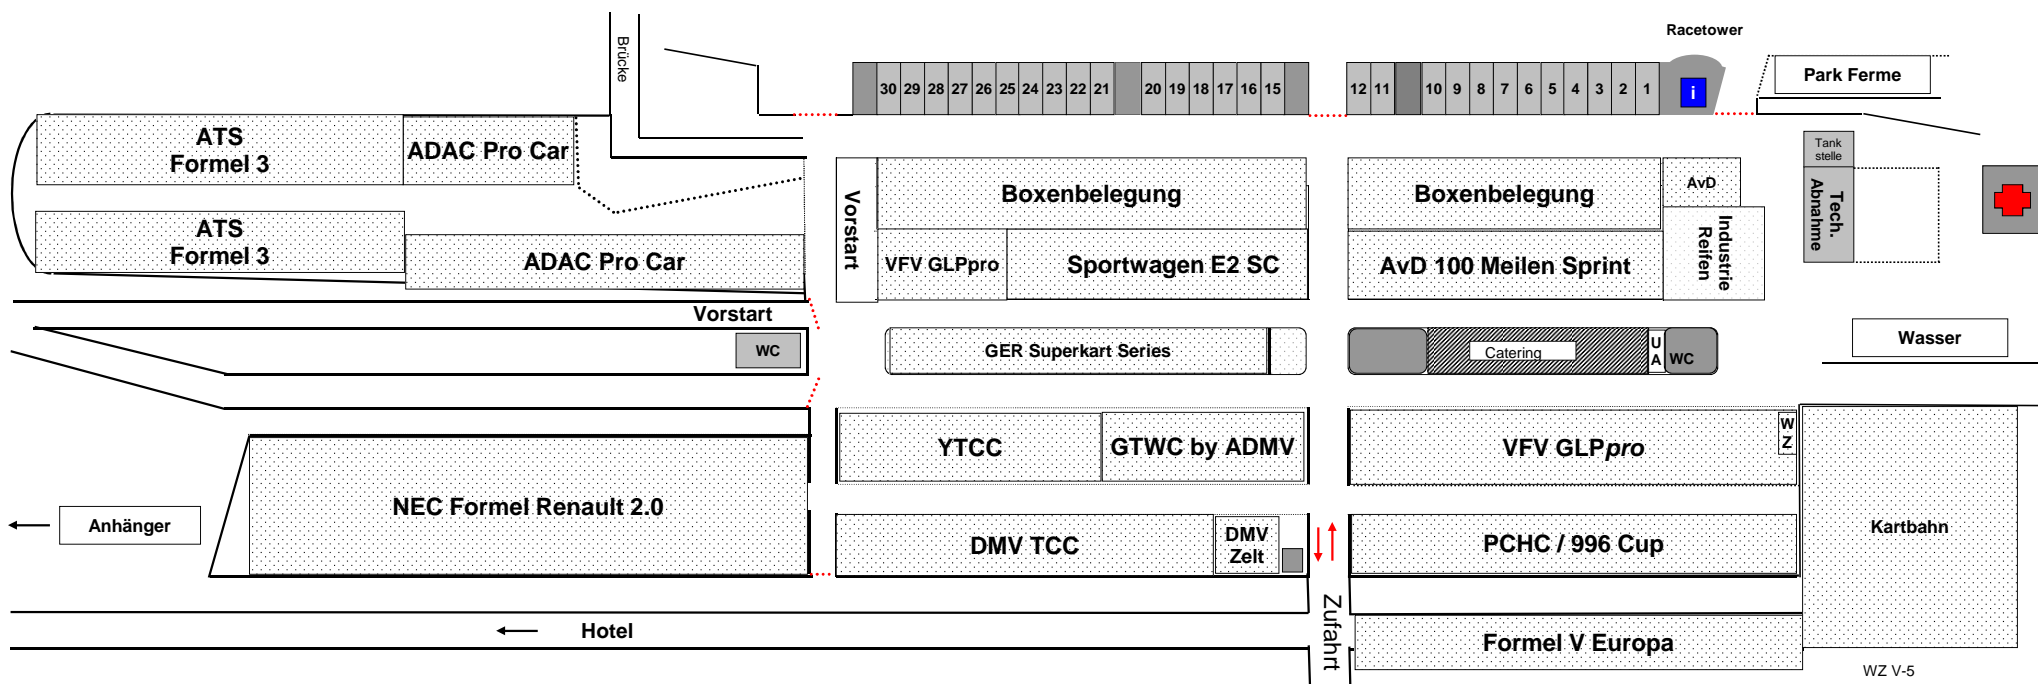 Racetower
Brücke
30 29 28 27 26 25 24 23 22 21 20 19 18 17 16 15
12 11 10 9 8 7 6 5 4 3 2 1
i
Park Ferme
ATS
Formel 3
ADAC Pro Car
Vorstart
Boxenbelegung
Boxenbelegung
AvD
Tank
stelle
Tech.
Abnahme
ATS
Formel 3
ADAC Pro Car
VFV GLPpro
Sportwagen E2 SC
AvD 100 Meilen Sprint
Industrie
Reifen
Vorstart
WC
GER Superkart Series
Catering
U
A
WC
Wasser
YTCC
GTWC by ADMV
VFV GLPpro
W
Z
NEC Formel Renault 2.0
Anhänger
DMV TCC
DMV
Zelt
PCHC / 996 Cup
Kartbahn
Hotel
Zufahrt
Formel V Europa
WZ V-5